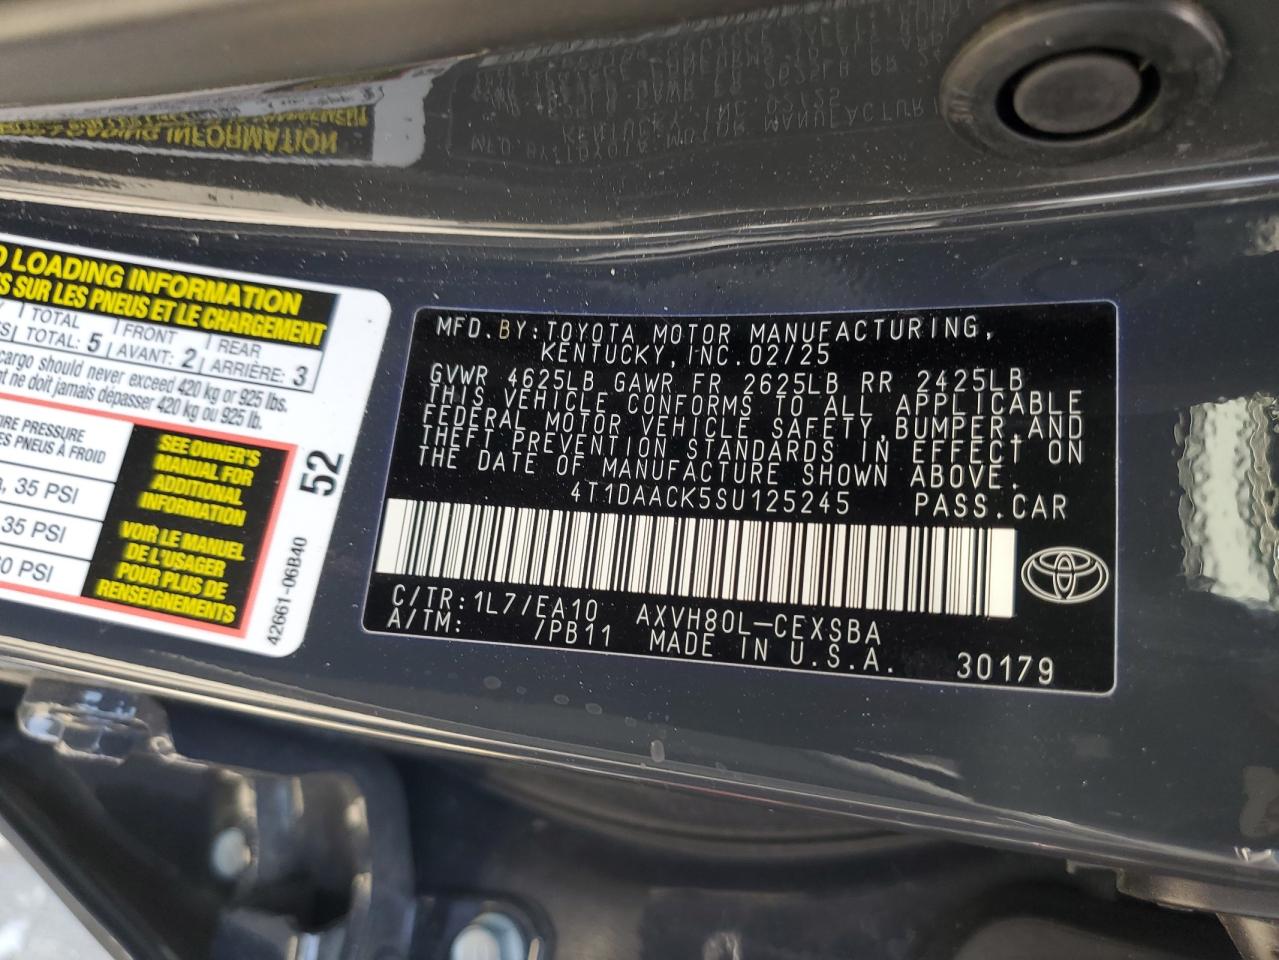 LOADING INFORMATION
SUR LES PNEUS ET LE CHARGEMENT
TOTAL FRONT REAR
TOTAL: 5 AVANT: 2 ARRIÈRE: 3
cargo should never exceed 420 kg or 925 lbs.
ne doit jamais dépasser 420 kg ou 925 lb.
PRESSURE
PNEUS À FROID
35 PSI
35 PSI
PSI
SEE OWNER'S
MANUAL FOR
ADDITIONAL
INFORMATION
VOIR LE MANUEL
DE L'USAGER
POUR PLUS DE
RENSEIGNEMENTS
52
42661-06B40
MFD.BY:TOYOTA MOTOR MANUFACTURING,
KENTUCKY,INC.02/25
GVWR 4625LB GAWR FR 2625LB RR 2425LB
THIS VEHICLE CONFORMS TO ALL APPLICABLE
FEDERAL MOTOR VEHICLE SAFETY,BUMPER,AND
THEFT PREVENTION STANDARDS IN EFFECT ON
THE DATE OF MANUFACTURE SHOWN ABOVE.
4T1DAACK5SU125245 PASS.CAR
C/TR:1L7/EA10 AXVH80L-CEXSBA
A/TM: /PB11 MADE IN U.S.A. 30179